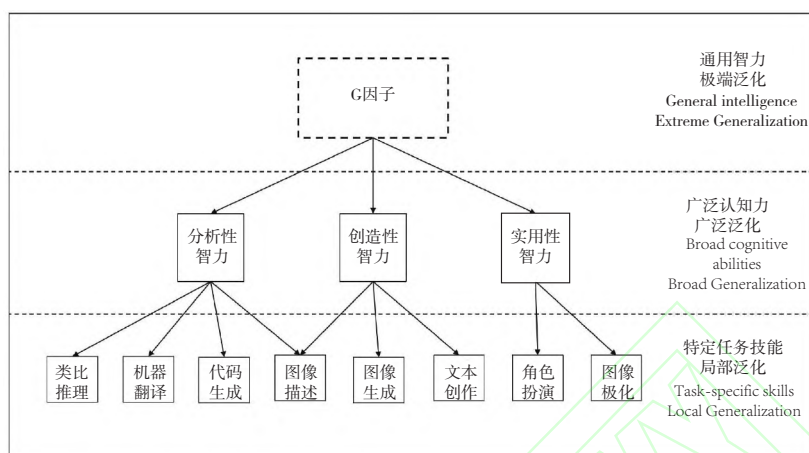 G因子
通用智力
极端泛化
General intelligence
Extreme Generalization
分析性
智力
创造性
智力
实用性
智力
广泛认知力
广泛泛化
Broad cognitive
abilities
Broad Generalization
类比
推理
机器
翻译
代码
生成
图像
描述
图像
生成
文本
创作
角色
扮演
图像
极化
特定任务技能
局部泛化
Task-specific skills
Local Generalization